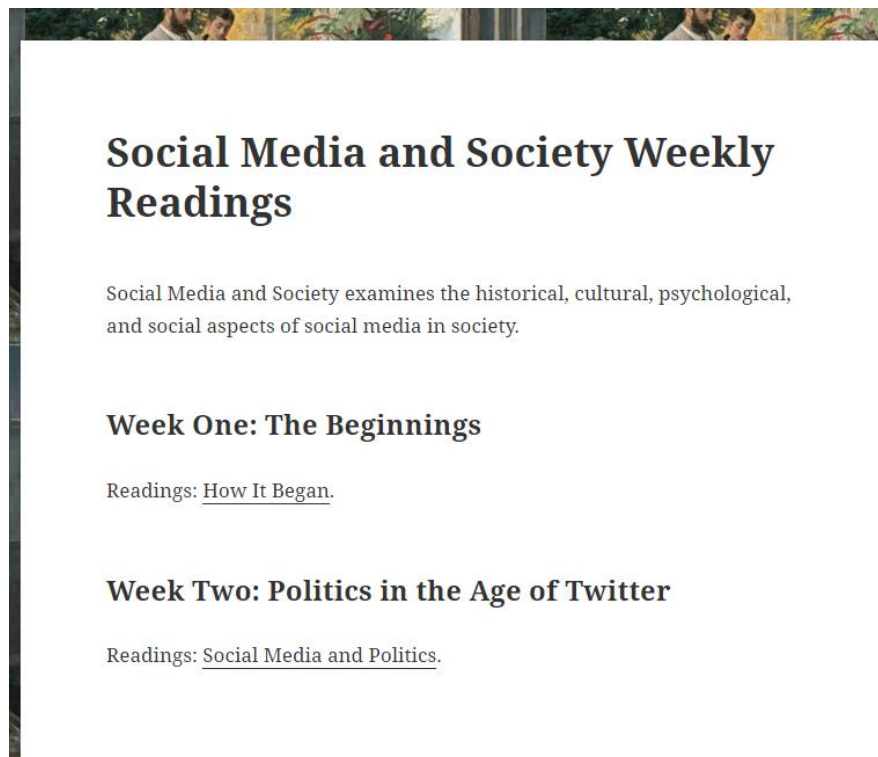 Social Media and Society Weekly
Readings
Social Media and Society examines the historical, cultural, psychological,
and social aspects of social media in society.
Week One: The Beginnings
Readings: How It Began.
Week Two: Politics in the Age of Twitter
Readings: Social Media and Politics.